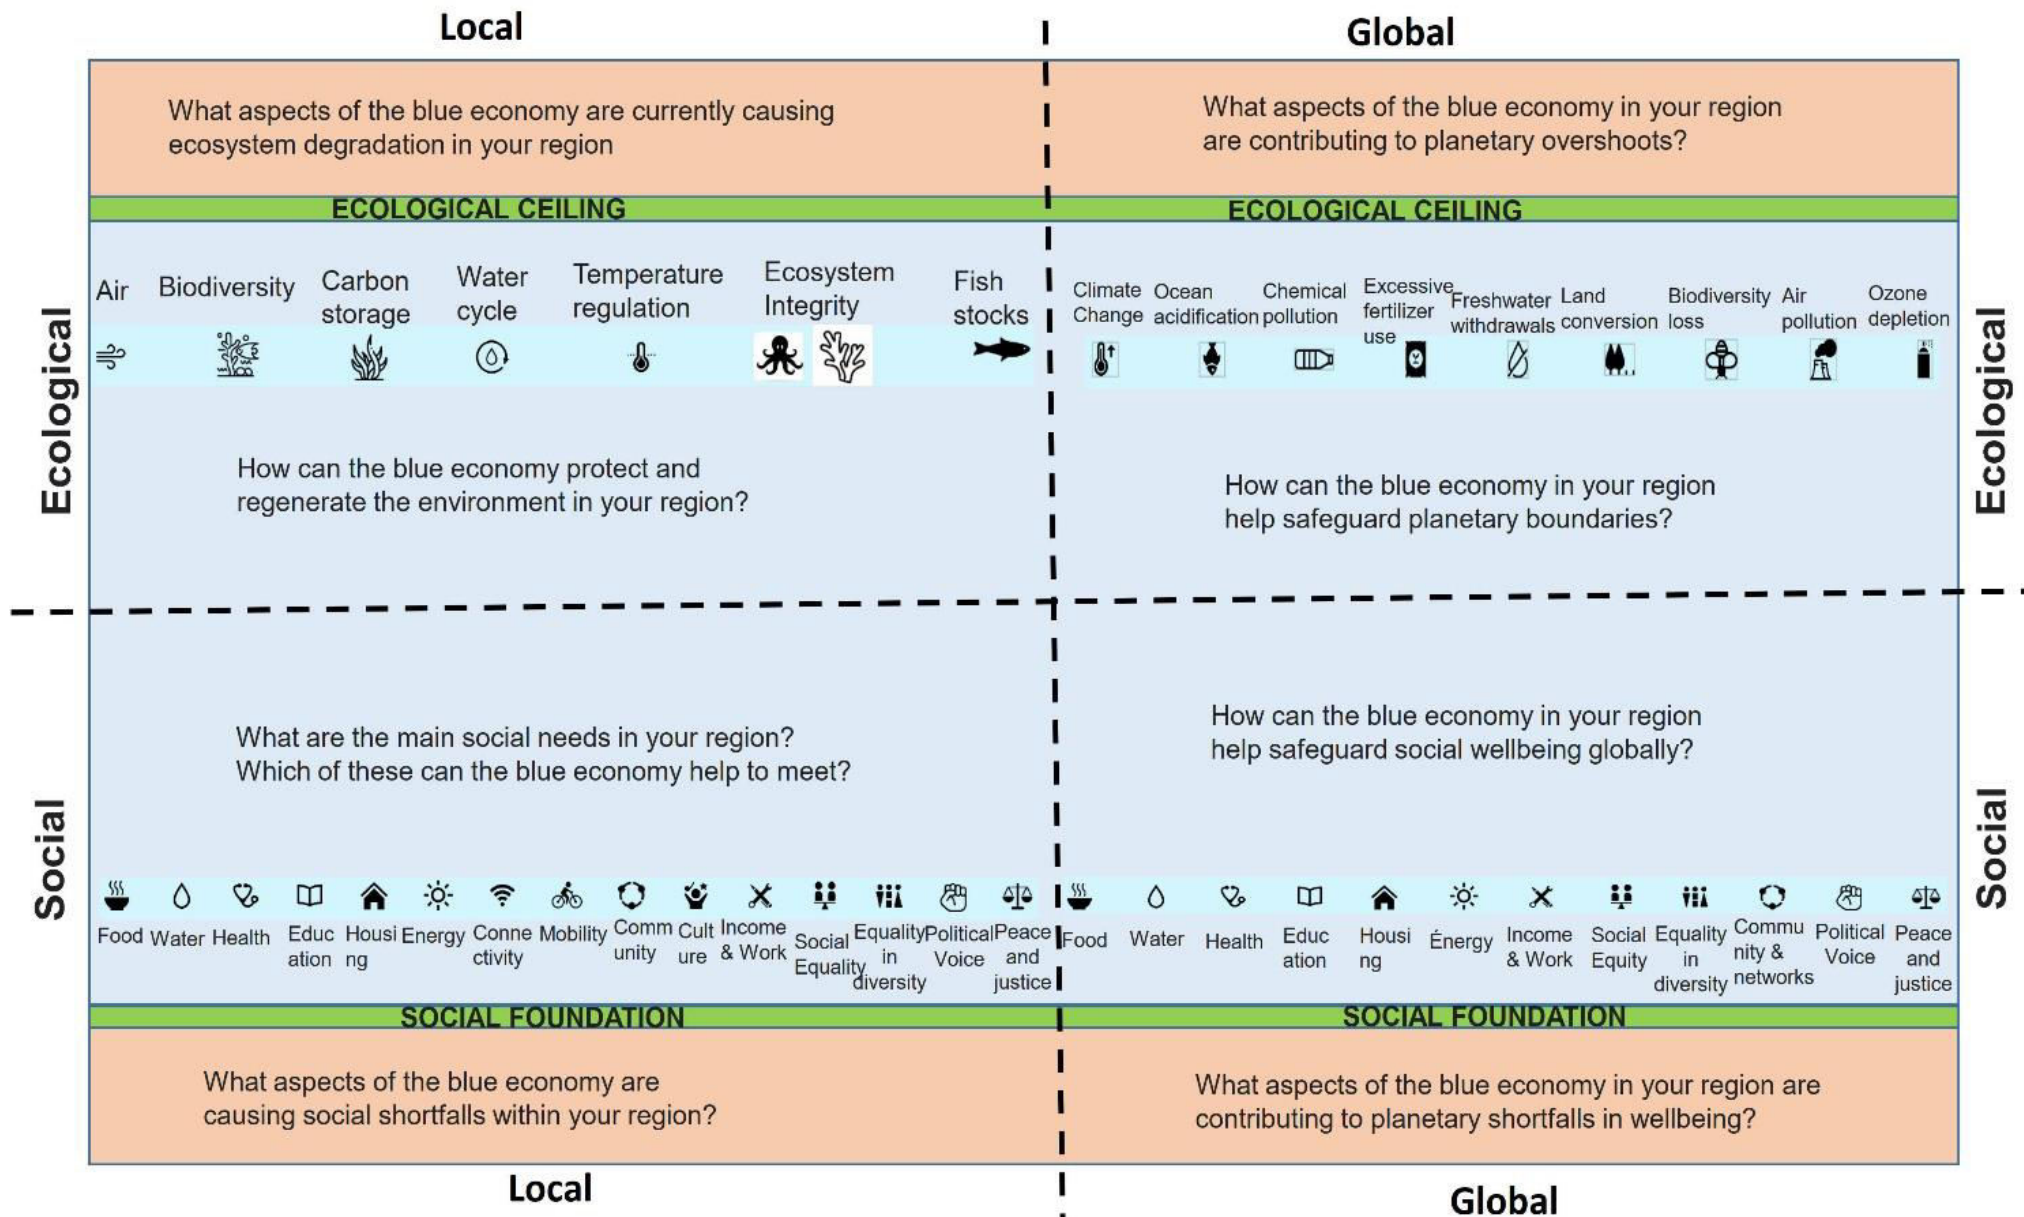 Local
Global
What aspects of the blue economy are currently causing
ecosystem degradation in your region
What aspects of the blue economy in your region
are contributing to planetary overshoots?
ECOLOGICAL CEILING
ECOLOGICAL CEILING
Ecological
Air
Biodiversity
Carbon
storage
Water
cycle
Temperature
regulation
Ecosystem
Integrity
Fish
stocks
Climate
Change
Ocean
acidification
Chemical
pollution
Excessive
fertilizer
use
Freshwater
withdrawals
Land
conversion
Biodiversity
loss
Air
pollution
Ozone
depletion
Ecological
How can the blue economy protect and
regenerate the environment in your region?
How can the blue economy in your region
help safeguard planetary boundaries?
Social
What are the main social needs in your region?
Which of these can the blue economy help to meet?
How can the blue economy in your region
help safeguard social wellbeing globally?
Social
Food
Water
Health
Educ
ation
Housi
ng
Energy
Conne
ctivity
Mobility
Comm
unity
Cult
ure
Income
& Work
Social
Equality
Equality
in
diversity
Political
Voice
Peace
and
justice
Food
Water
Health
Educ
ation
Housi
ng
Énergy
Income
& Work
Social
Equity
Equality
in
diversity
Commu
nity &
networks
Political
Voice
Peace
and
justice
SOCIAL FOUNDATION
SOCIAL FOUNDATION
What aspects of the blue economy are
causing social shortfalls within your region?
What aspects of the blue economy in your region are
contributing to planetary shortfalls in wellbeing?
Local
Global